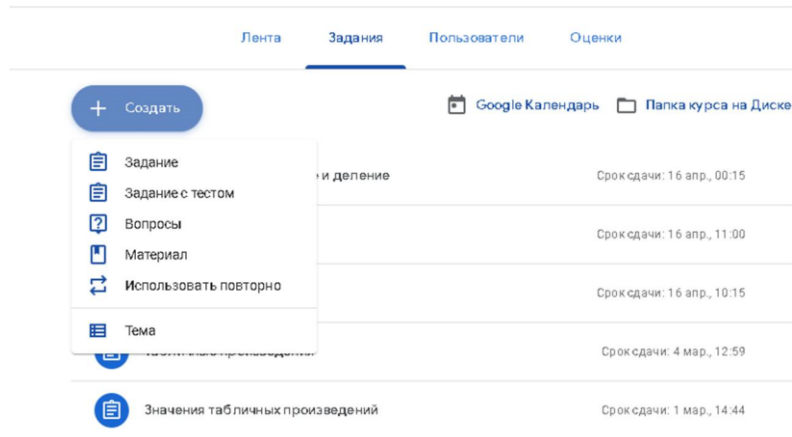 Лента Задания Пользователи Оценки
Создать Google Календарь Папка курса на Диске
Задание
и деление Срок сдачи: 16 апр., 00:15
Задание с тестом
Вопросы
Срок сдачи: 16 апр., 11:00
Материал
Использовать повторно
Срок сдачи: 16 апр., 10:15
Тема
Срок сдачи: 4 мар., 12:59
Значения табличных произведений Срок сдачи: 1 мар., 14:44